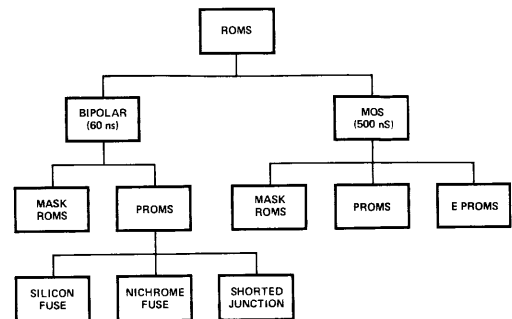 ROMS
BIPOLAR
(60 ns)
MOS
(500 nS)
MASK
ROMS
PROMS
MASK
ROMS
PROMS
E PROMS
SILICON
FUSE
NICHROME
FUSE
SHORTED
JUNCTION